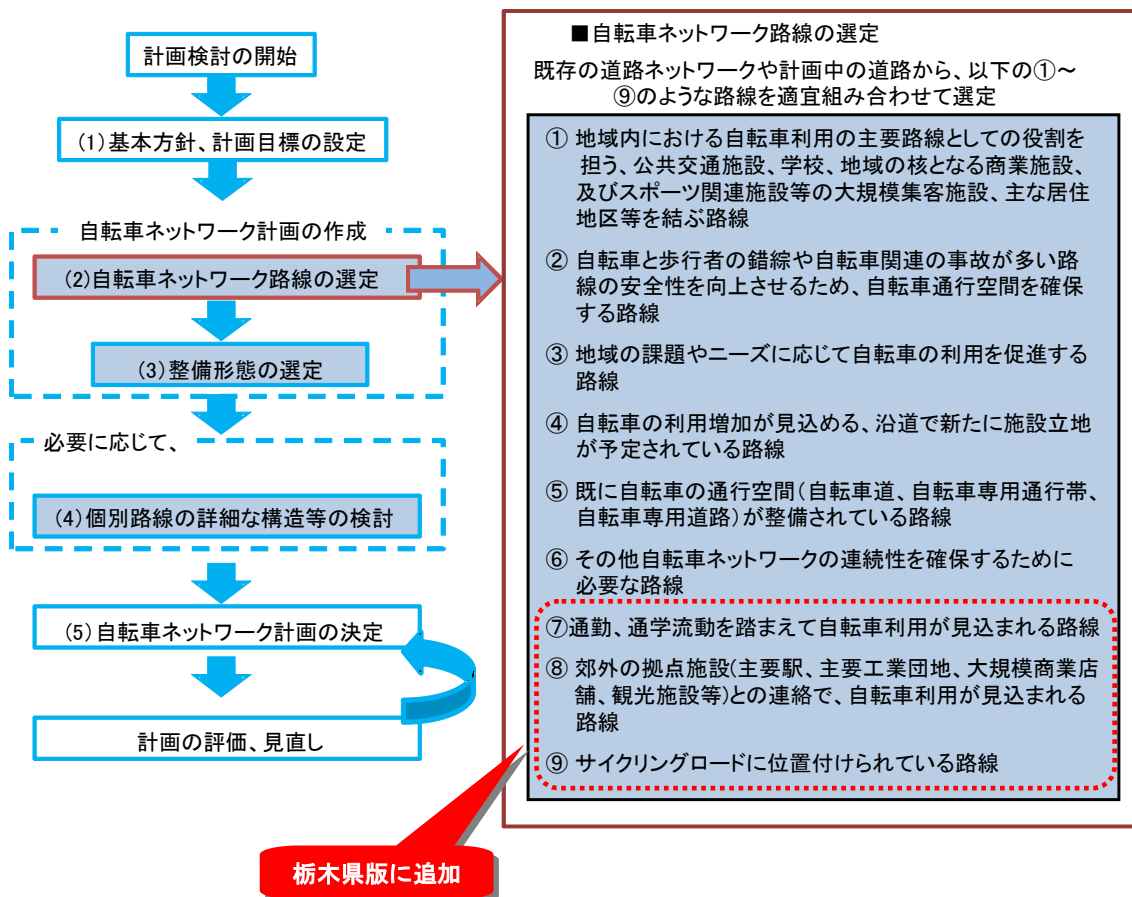 計画検討の開始
(1)基本方針、計画目標の設定
自転車ネットワーク計画の作成
(2)自転車ネットワーク路線の選定
(3)整備形態の選定
必要に応じて、
(4)個別路線の詳細な構造等の検討
(5)自転車ネットワーク計画の決定
計画の評価、見直し
■自転車ネットワーク路線の選定
既存の道路ネットワークや計画中の道路から、以下の①～
⑨のような路線を適宜組み合わせて選定
① 地域内における自転車利用の主要路線としての役割を
担う、公共交通施設、学校、地域の核となる商業施設、
及びスポーツ関連施設等の大規模集客施設、主な居住
地区等を結ぶ路線
② 自転車と歩行者の錯綜や自転車関連の事故が多い路
線の安全性を向上させるため、自転車通行空間を確保
する路線
③ 地域の課題やニーズに応じて自転車の利用を促進する
路線
④ 自転車の利用増加が見込める、沿道で新たに施設立地
が予定されている路線
⑤ 既に自転車の通行空間(自転車道、自転車専用通行帯、
自転車専用道路)が整備されている路線
⑥ その他自転車ネットワークの連続性を確保するために
必要な路線
⑦通勤、通学流動を踏まえて自転車利用が見込まれる路線
⑧ 郊外の拠点施設(主要駅、主要工業団地、大規模商業店
舗、観光施設等)との連絡で、自転車利用が見込まれる
路線
⑨ サイクリングロードに位置付けられている路線
栃木県版に追加